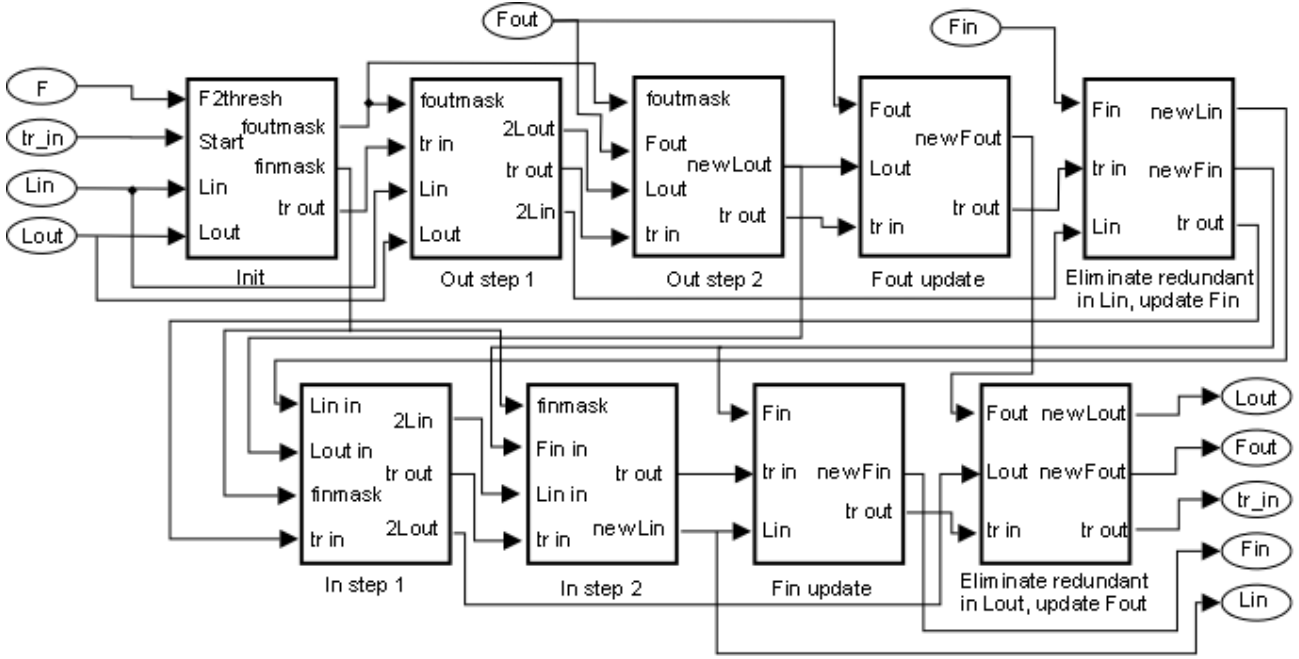 Fout
Fin
F
tr_in
Lin
Lout
F2thresh
foutmask
Start
finmask
Lin
tr out
Lout
Init
foutmask
2Lout
tr in
tr out
Lin
2Lin
Lout
Out step 1
foutmask
Fout
newLout
Lout
tr out
tr in
Out step 2
Fout
newFout
Lout
tr out
tr in
Fout update
Fin
newLin
tr in
newFin
tr out
Lin
Eliminate redundant
in Lin, update Fin
Lin in
2Lin
Lout in
tr out
finmask
2Lout
tr in
In step 1
finmask
Fin in
tr out
Lin in
newLin
tr in
In step 2
Fin
tr in
newFin
tr out
Lin
Fin update
Fout
newLout
Lout
newFout
tr in
tr out
Eliminate redundant
in Lout, update Fout
Lout
Fout
tr_in
Fin
Lin